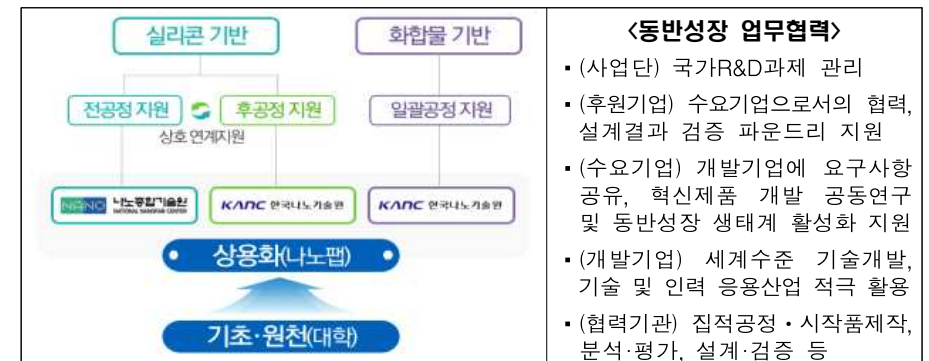 실리콘 기반
화합물 기반
전공정 지원
후공정 지원
일괄공정 지원
상호 연계지원
NANO 나노종합기술원
NATIONAL NANOFAB CENTER
KANC 한국나노기술원
KANC 한국나노기술원
상용화(나노팹)
기초·원천(대학)
<동반성장 업무협력>
▪ (사업단) 국가R&D과제 관리
▪ (후원기업) 수요기업으로서의 협력,
설계결과 검증 파운드리 지원
▪ (수요기업) 개발기업에 요구사항
공유, 혁신제품 개발 공동연구
및 동반성장 생태계 활성화 지원
▪ (개발기업) 세계수준 기술개발,
기술 및 인력 응용산업 적극 활용
▪ (협력기관) 집적공정・시작품제작,
분석·평가, 설계·검증 등